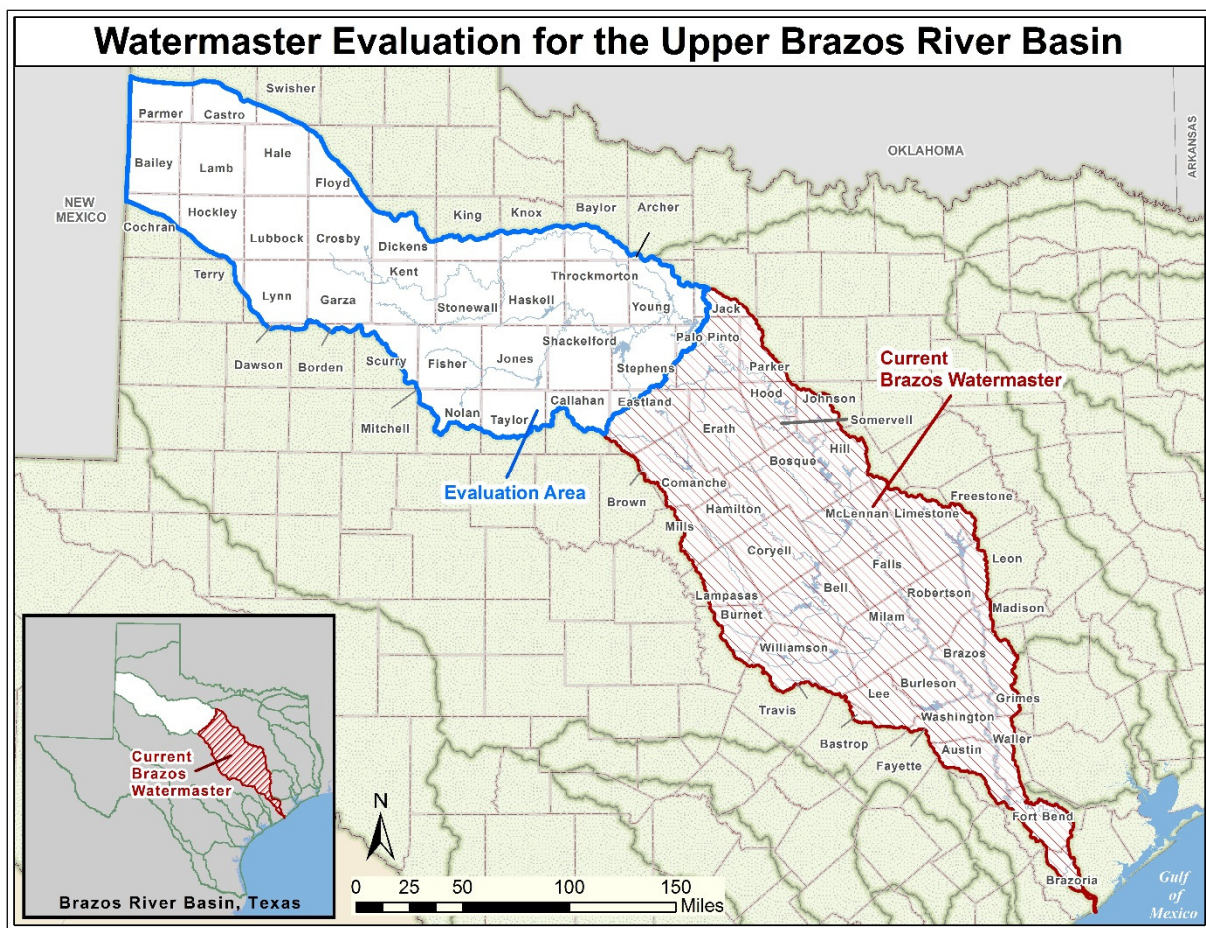 Watermaster Evaluation for the Upper Brazos River Basin
Swisher
Parmer
Castro
OKLAHOMA
ARKANSAS
Bailey
Lamb
Hale
Floyd
NEW
MEXICO
Cochran
Hockley
Lubbock
Crosby
Dickens
King
Knox
Baylor
Archer
Terry
Lynn
Garza
Kent
Stonewall
Haskell
Throckmorton
Young
Jack
Dawson
Borden
Scurry
Fisher
Jones
Shackelford
Stephens
Palo Pinto
Parker
Current
Brazos Watermaster
Mitchell
Nolan
Taylor
Callahan
Eastland
Hood
Johnson
Somervell
Erath
Hill
Bosque
Evaluation Area
Brown
Comanche
Freestone
Mills
Hamilton
McLennan
Limestone
Coryell
Falls
Leon
Lampasas
Bell
Robertson
Burnet
Milam
Madison
Williamson
Brazos
Travis
Lee
Burleson
Grimes
Bastrop
Washington
Waller
Fayette
Austin
Fort Bend
Brazoria
Gulf
of
Mexico
Current
Brazos
Watermaster
Brazos River Basin, Texas
N
0 25 50 100 150
Miles